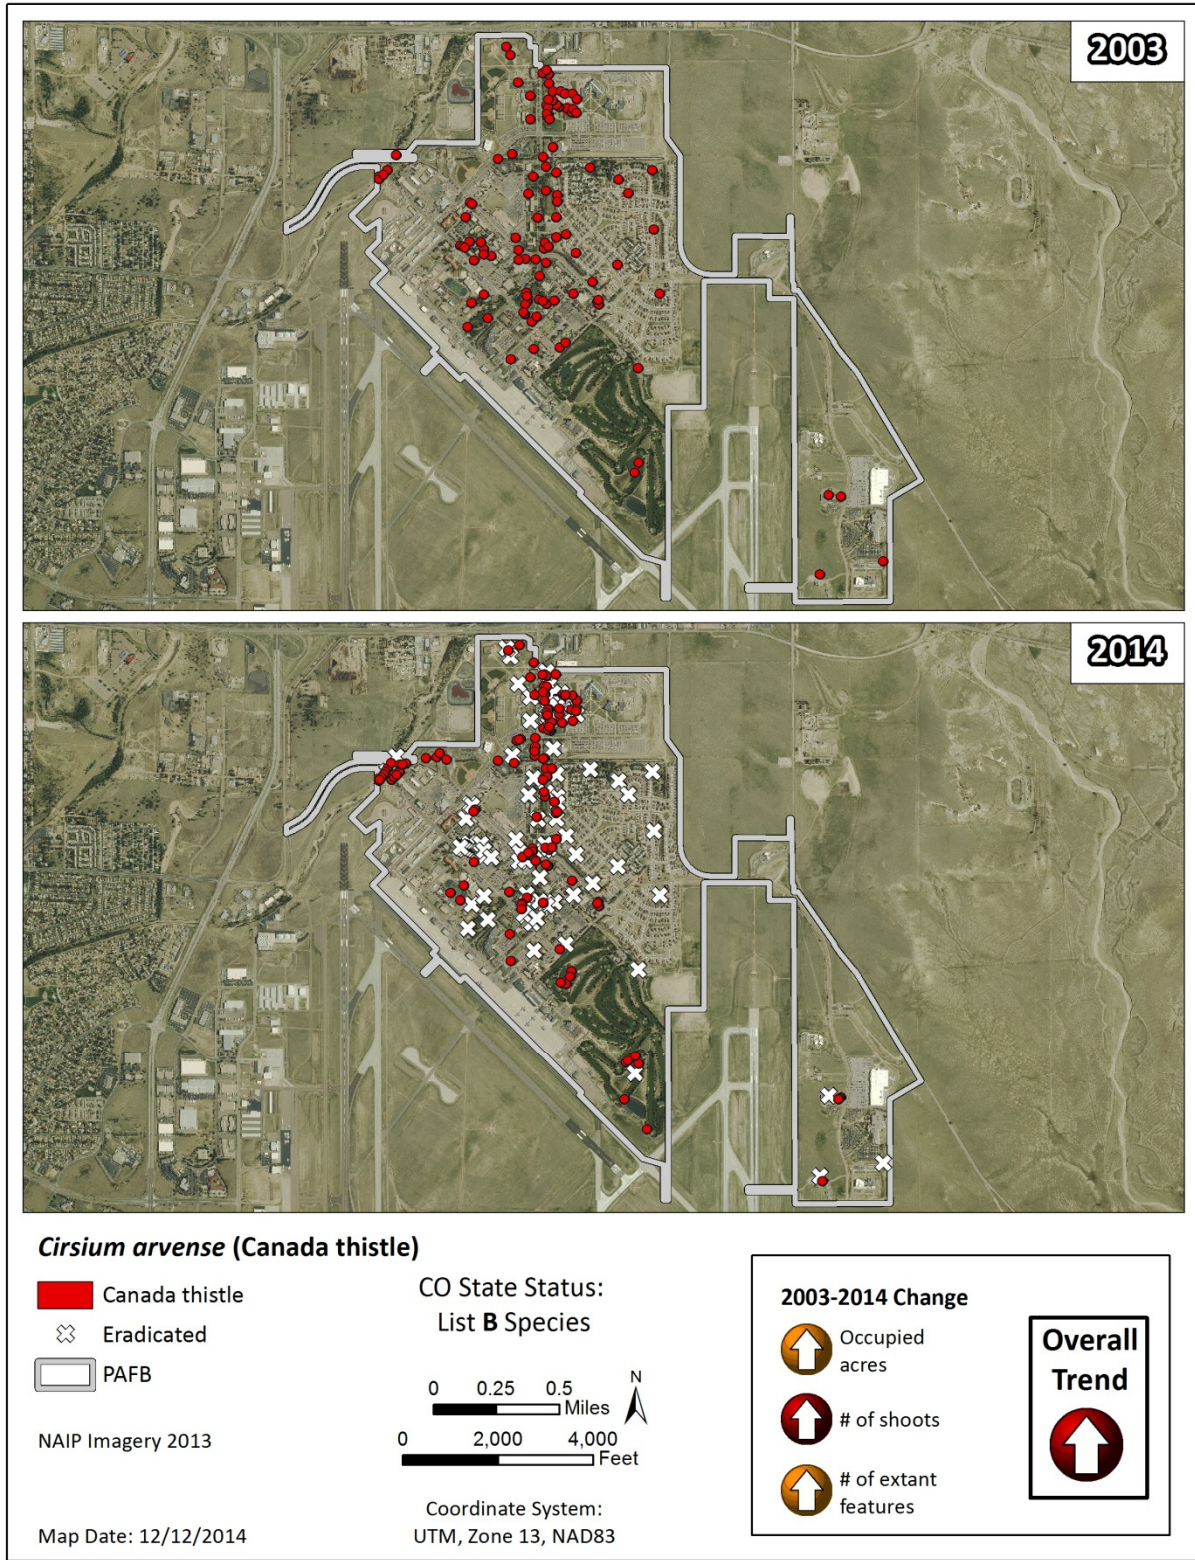 2003
2014
Cirsium arvense (Canada thistle)
Canada thistle
Eradicated
PAFB
NAIP Imagery 2013
Map Date: 12/12/2014
CO State Status:
List B Species
N
0 0.25 0.5
Miles
0 2,000 4,000
Feet
Coordinate System:
UTM, Zone 13, NAD83
2003-2014 Change
Occupied
acres
# of shoots
# of extant
features
Overall
Trend